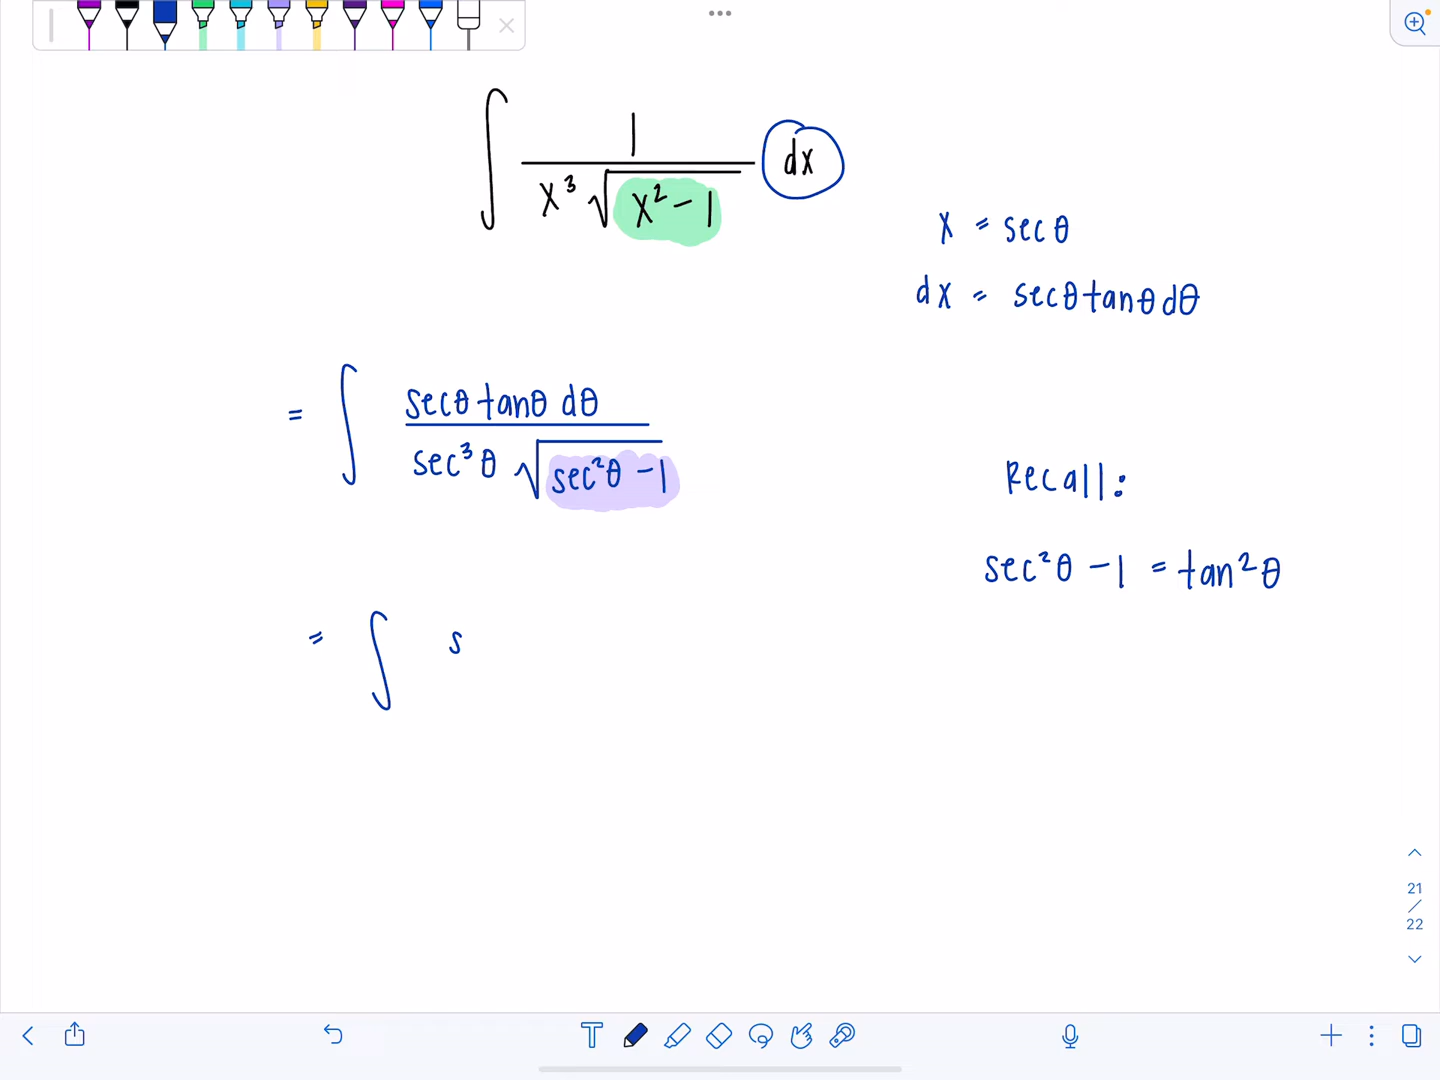 ∫ 1 / (x³ √(x² − 1)) dx
x = secθ
dx = secθ tanθ dθ
= ∫ secθ tanθ dθ / (sec³θ √(sec²θ − 1))
Recall:
sec²θ − 1 = tan²θ
= ∫ s
21
/
22
T